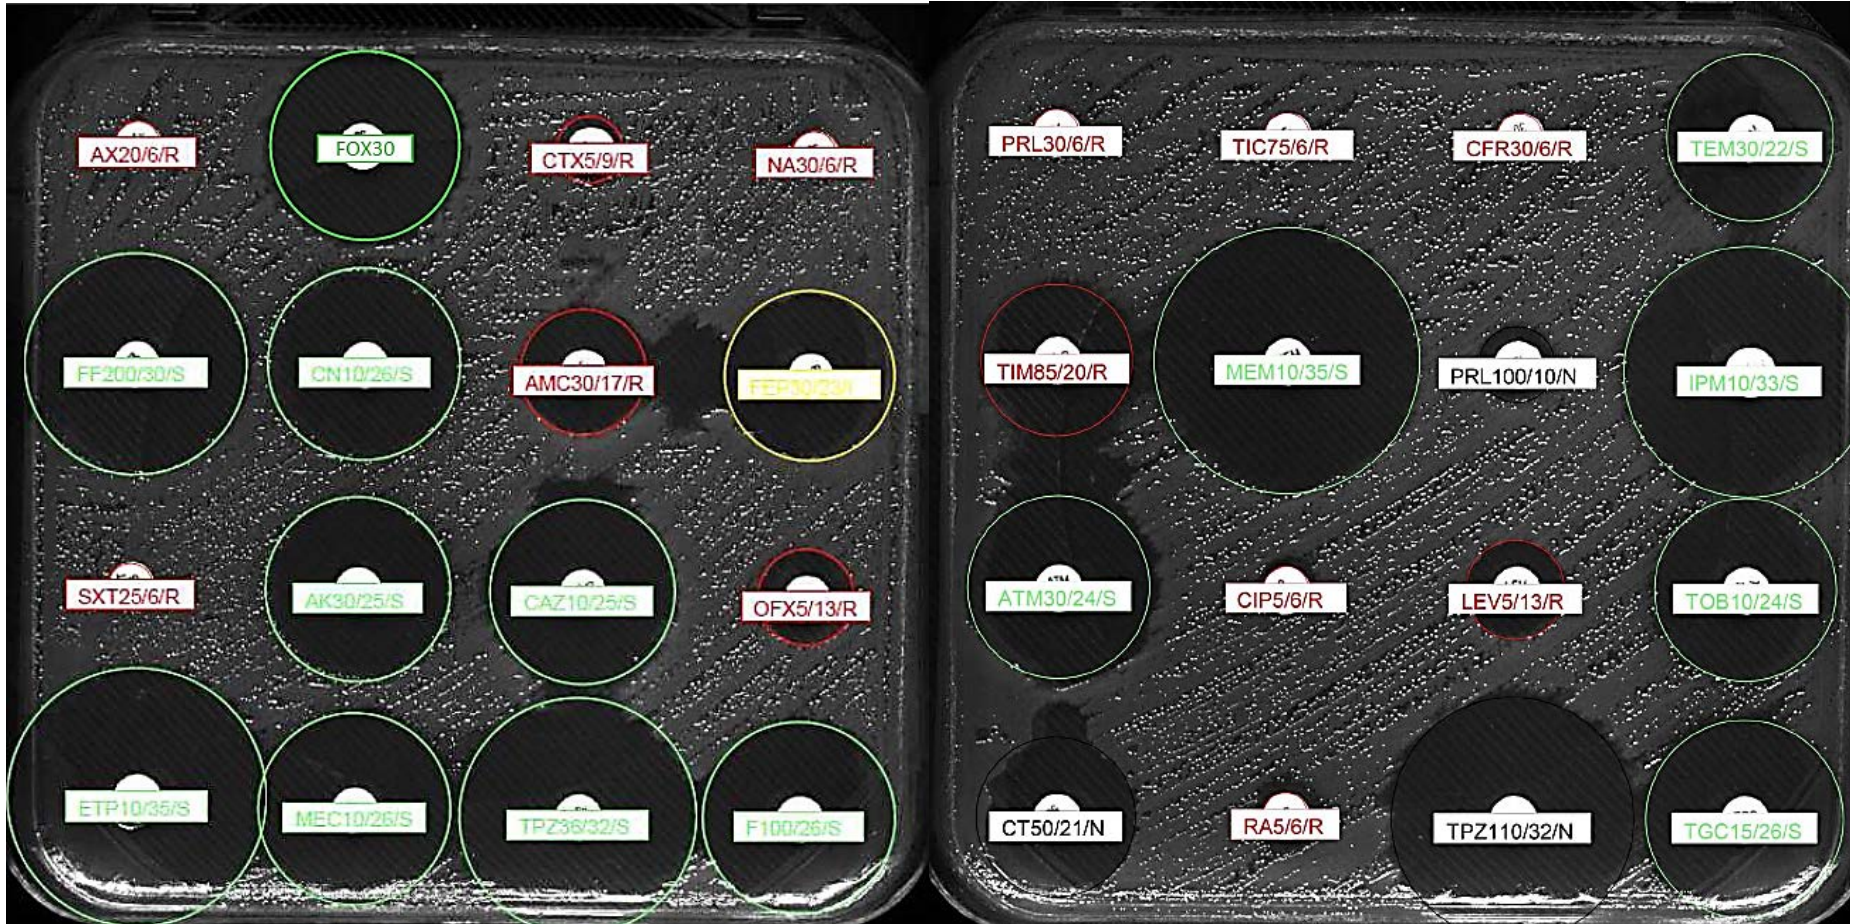 AX20/6/R
FOX30
CTX5/9/R
NA30/6/R
FF200/30/S
CN10/26/S
AMC30/17/R
FEP30/23/I
SXT25/6/R
AK30/25/S
CAZ10/25/S
OFX5/13/R
ETP10/35/S
MEC10/26/S
TPZ36/32/S
F100/26/S
PRL30/6/R
TIC75/6/R
CFR30/6/R
TEM30/22/S
TIM85/20/R
MEM10/35/S
PRL100/10/N
IPM10/33/S
ATM30/24/S
CIP5/6/R
LEV5/13/R
TOB10/24/S
CT50/21/N
RA5/6/R
TPZ110/32/N
TGC15/26/S